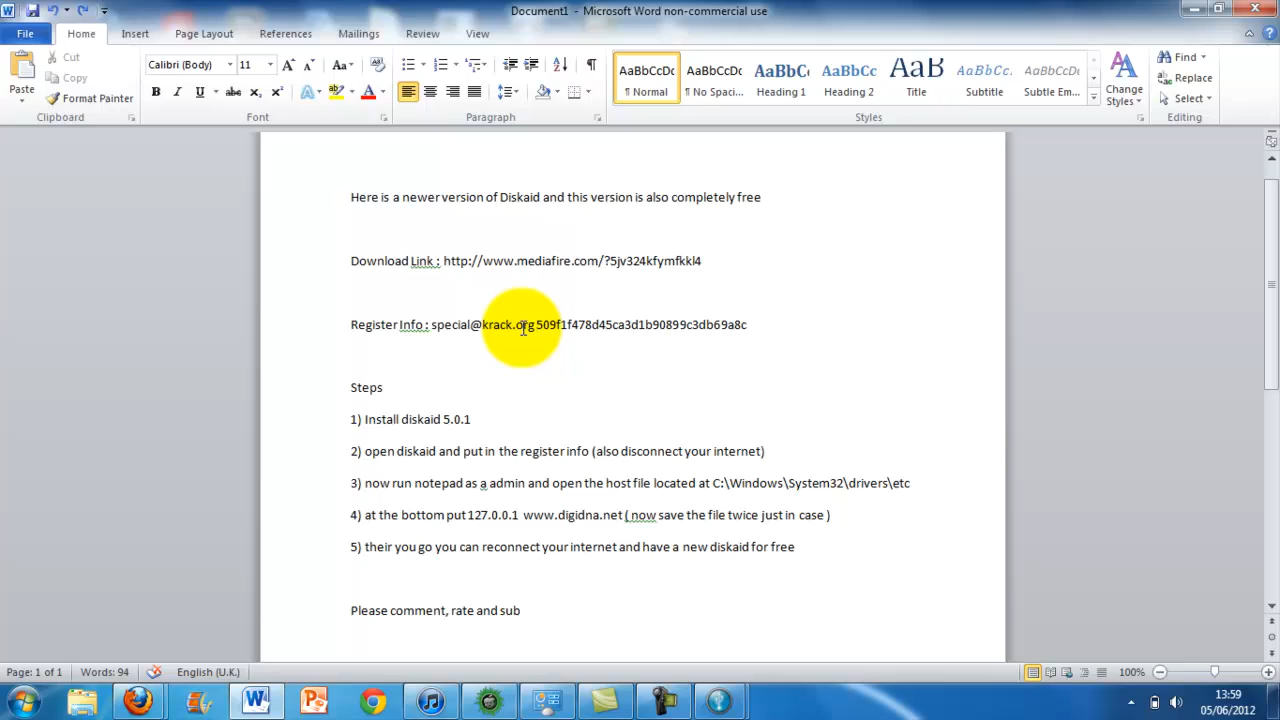 Document1 - Microsoft Word non-commercial use
File Home Insert Page Layout References Mailings Review View
Cut
Copy
Format Painter
Paste
Clipboard
Calibri (Body) 11
Font
Paragraph
AaBbCcDc AaBbCcDc AaBbCc AaBbCc AaB AaBbCcDc AaBbCcDc
¶ Normal ¶ No Spaci... Heading 1 Heading 2 Title Subtitle Subtle Em...
Styles
Change Styles
Find
Replace
Select
Editing
Here is a newer version of Diskaid and this version is also completely free
Download Link : http://www.mediafire.com/?5jv324kfymfkkl4
Register Info : special@krack.org 509f1f478d45ca3d1b90899c3db69a8c
Steps
1) Install diskaid 5.0.1
2) open diskaid and put in the register info (also disconnect your internet)
3) now run notepad as a admin and open the host file located at C:\Windows\System32\drivers\etc
4) at the bottom put 127.0.0.1 www.digidna.net ( now save the file twice just in case )
5) their you go you can reconnect your internet and have a new diskaid for free
Please comment, rate and sub
Page: 1 of 1 Words: 94 English (U.K.) 100%
13:59
05/06/2012